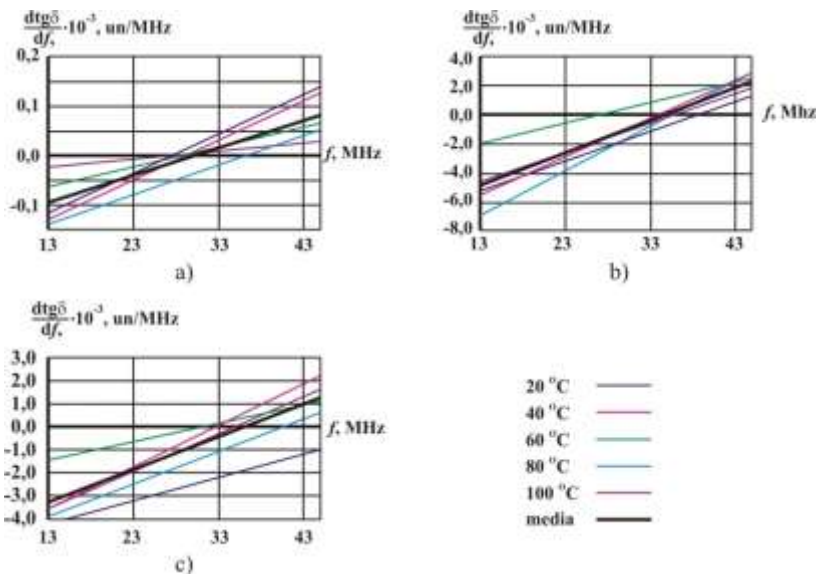 dtgδ
df, ·10⁻³, un/MHz
0,2
0,1
0,0
-0,1
f, MHz
13 23 33 43
a)
dtgδ
df, ·10⁻³, un/MHz
4,0
2,0
0,0
-2,0
-4,0
-6,0
-8,0
f, Mhz
13 23 33 43
b)
dtgδ
df, ·10⁻³, un/MHz
3,0
2,0
1,0
0,0
-1,0
-2,0
-3,0
-4,0
f, MHz
13 23 33 43
c)
20 °C
40 °C
60 °C
80 °C
100 °C
media